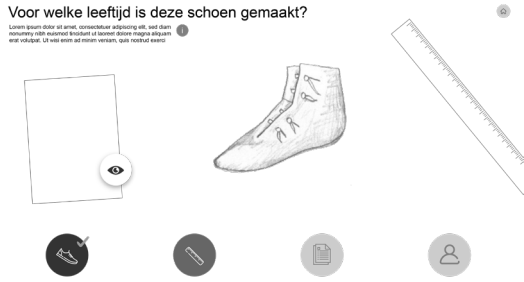 Voor welke leeftijd is deze schoen gemaakt?
Lorem ipsum dolor sit amet, consectetuer adipiscing elit, sed diam
nonummy nibh euismod tincidunt ut laoreet dolore magna aliquam
erat volutpat. Ut wisi enim ad minim veniam, quis nostrud exerci
i